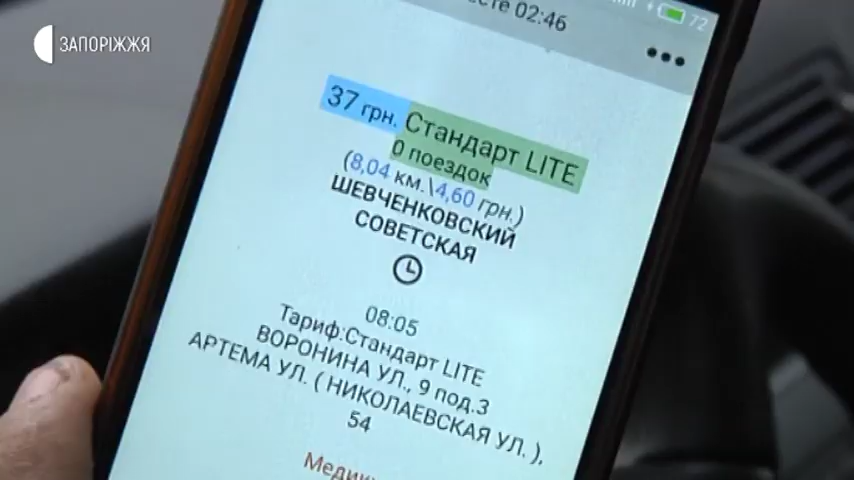 ЗАПОРІЖЖЯ
02:46
72
37 грн. Стандарт LITE
0 поездок
(8,04 км.\4,60 грн.)
ШЕВЧЕНКОВСКИЙ
СОВЕТСКАЯ
08:05
Тариф:Стандарт LITE
ВОРОНИНА УЛ., 9 под.3
АРТЕМА УЛ. ( НИКОЛАЕВСКАЯ УЛ. ),
54